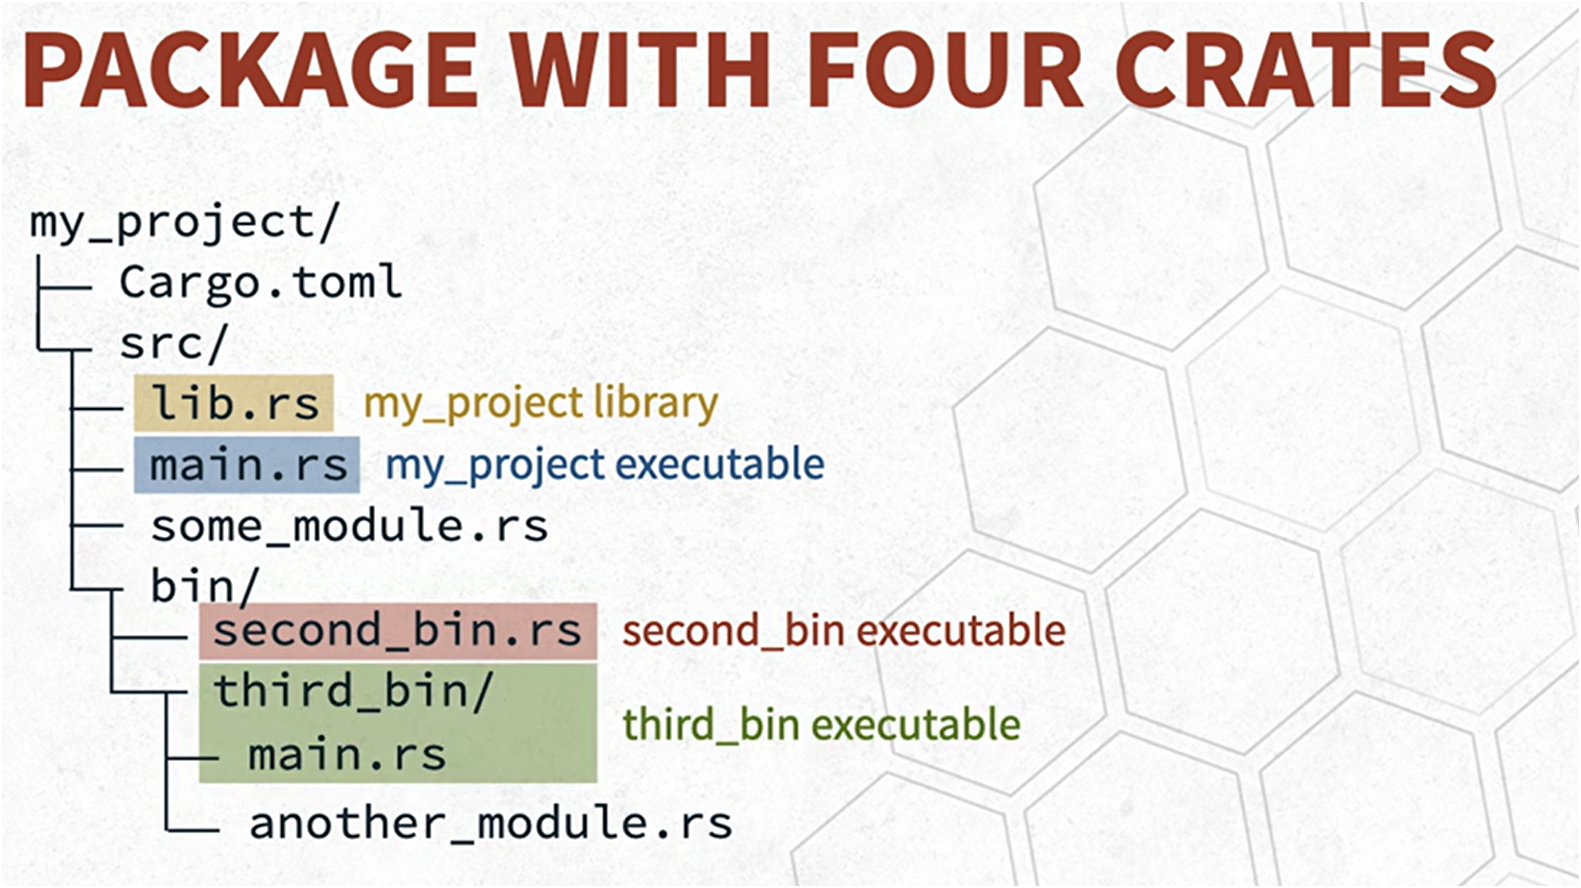 PACKAGE WITH FOUR CRATES
my_project/
Cargo.toml
src/
lib.rs my_project library
main.rs my_project executable
some_module.rs
bin/
second_bin.rs second_bin executable
third_bin/
third_bin executable
main.rs
another_module.rs